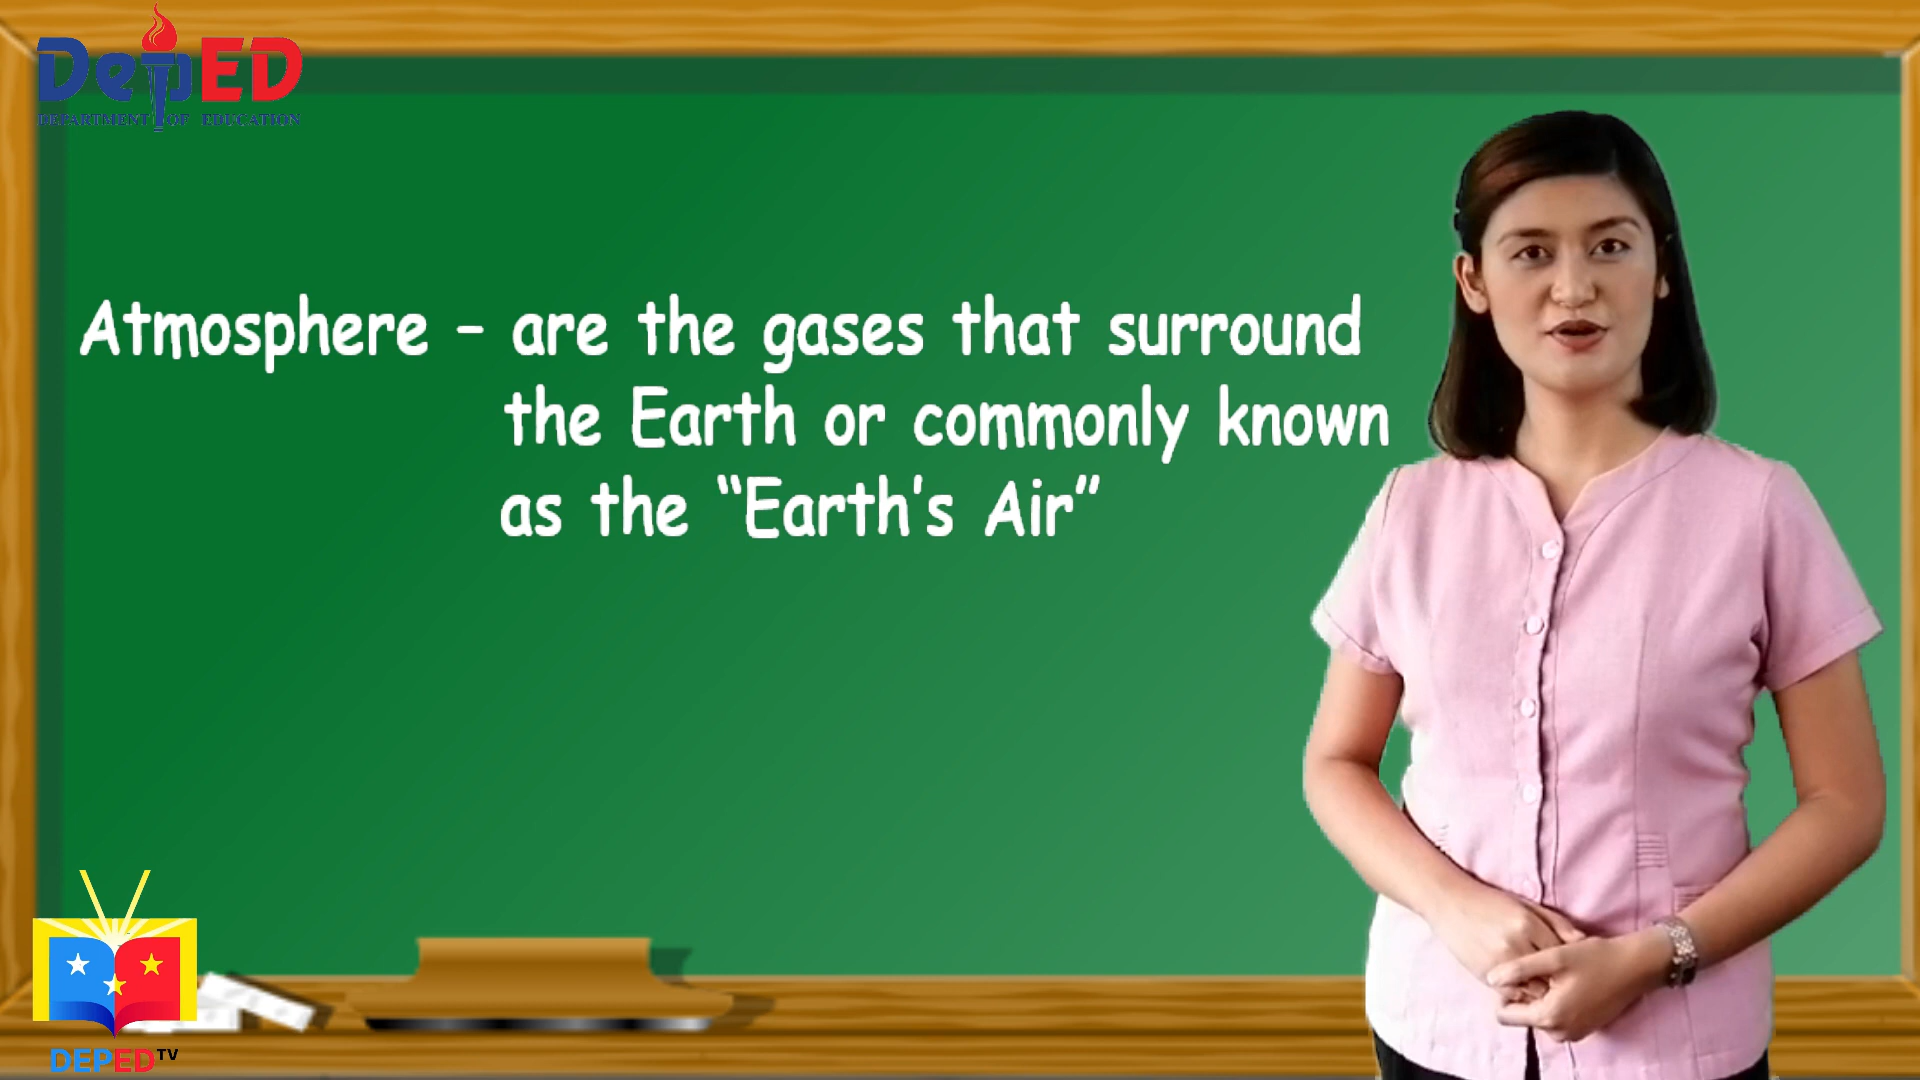 DepED
DEPARTMENT OF EDUCATION
Atmosphere – are the gases that surround
the Earth or commonly known
as the “Earth’s Air”
DEPED TV